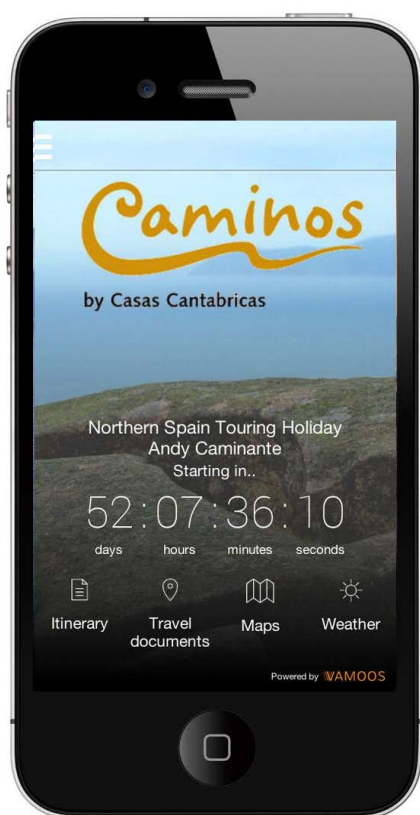 Caminos
by Casas Cantabricas
Northern Spain Touring Holiday
Andy Caminante
Starting in..
52:07:36:10
days hours minutes seconds
Itinerary Travel documents Maps Weather
Powered by VAMOOS